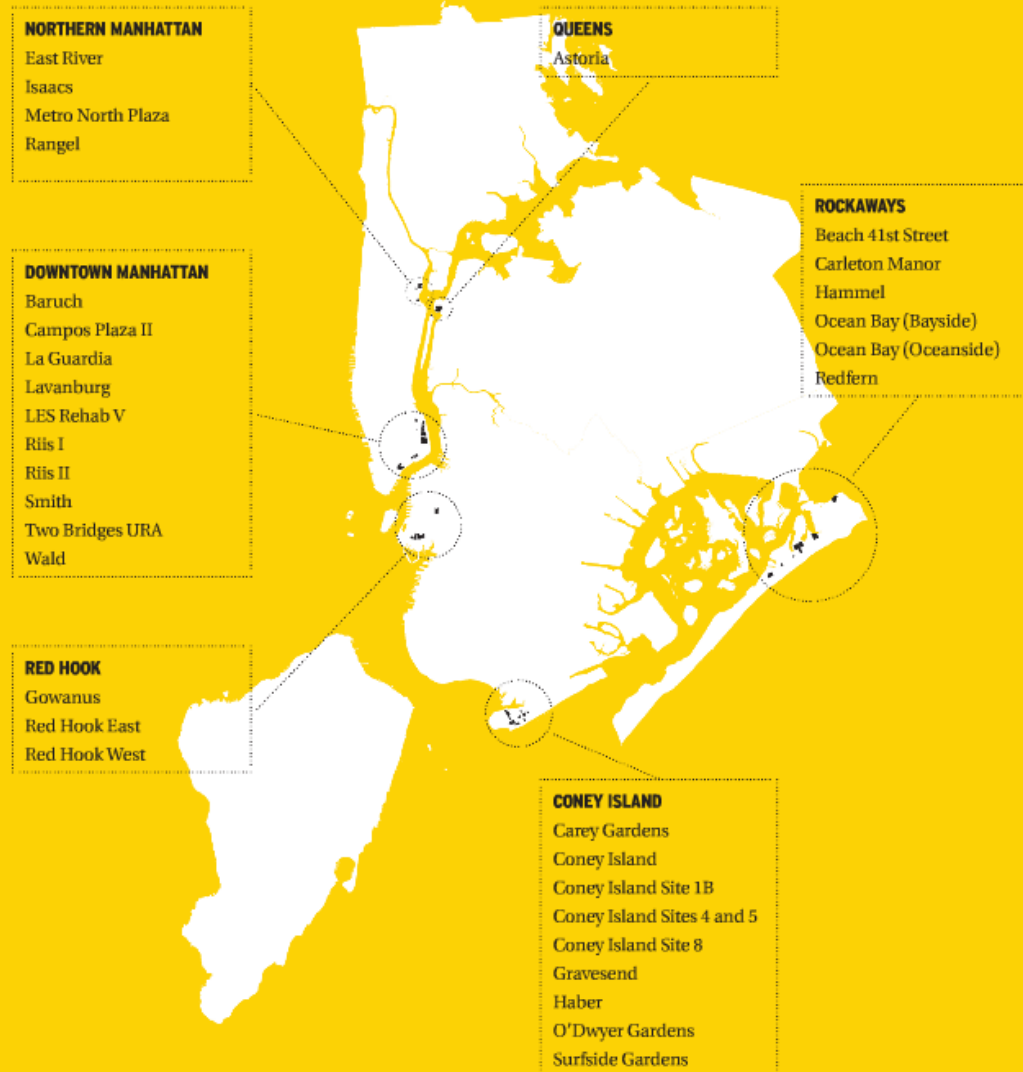 NORTHERN MANHATTAN
East River
Isaacs
Metro North Plaza
Rangel
QUEENS
Astoria
ROCKAWAYS
Beach 41st Street
Carleton Manor
Hammel
Ocean Bay (Bayside)
Ocean Bay (Oceanside)
Redfern
DOWNTOWN MANHATTAN
Baruch
Campos Plaza II
La Guardia
Lavanburg
LES Rehab V
Riis I
Riis II
Smith
Two Bridges URA
Wald
RED HOOK
Gowanus
Red Hook East
Red Hook West
CONEY ISLAND
Carey Gardens
Coney Island
Coney Island Site 1B
Coney Island Sites 4 and 5
Coney Island Site 8
Gravesend
Haber
O'Dwyer Gardens
Surfside Gardens